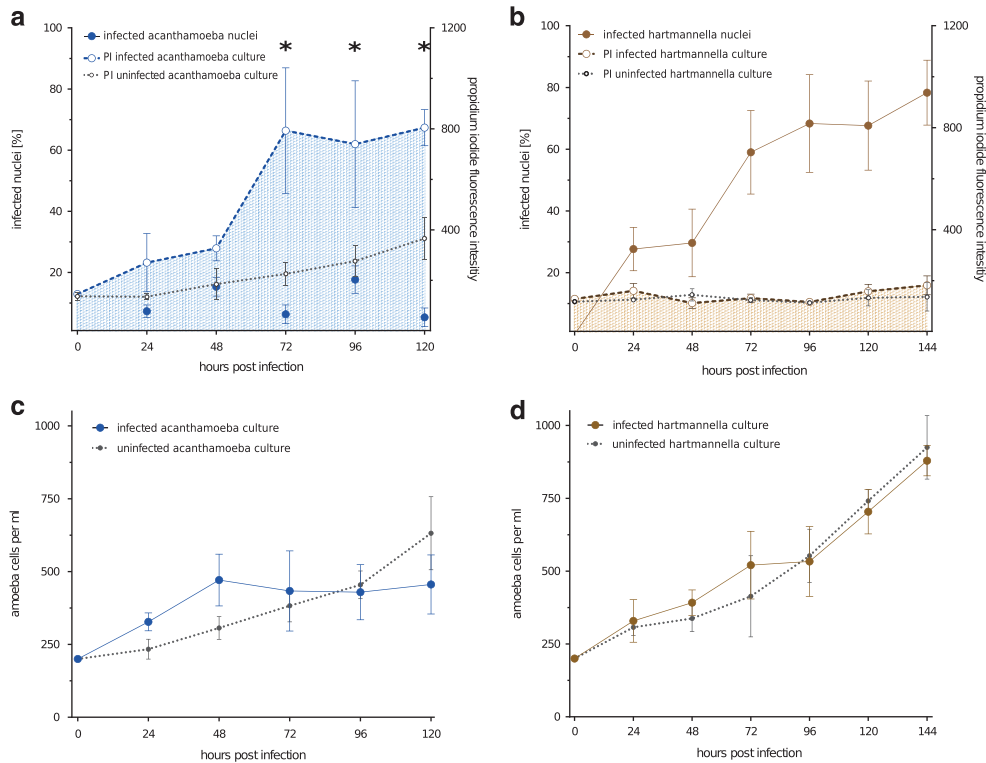 a
100
80
60
40
20
infected nuclei [%]
1200
800
400
propidium iodide fluorescence intesitiy
infected acanthamoeba nuclei
PI infected acanthamoeba culture
PI uninfected acanthamoeba culture
* * *
0 24 48 72 96 120
hours post infection
b
100
80
60
40
20
infected nuclei [%]
1200
800
400
propidium iodide fluorescence intesitiy
infected hartmannella nuclei
PI infected hartmannella culture
PI uninfected hartmannella culture
0 24 48 72 96 120 144
hours post infection
c
1000
750
500
250
0
amoeba cells per ml
infected acanthamoeba culture
uninfected acanthamoeba culture
0 24 48 72 96 120
hours post infection
d
1000
750
500
250
0
amoeba cells per ml
infected hartmannella culture
uninfected hartmannella culture
0 24 48 72 96 120 144
hours post infection